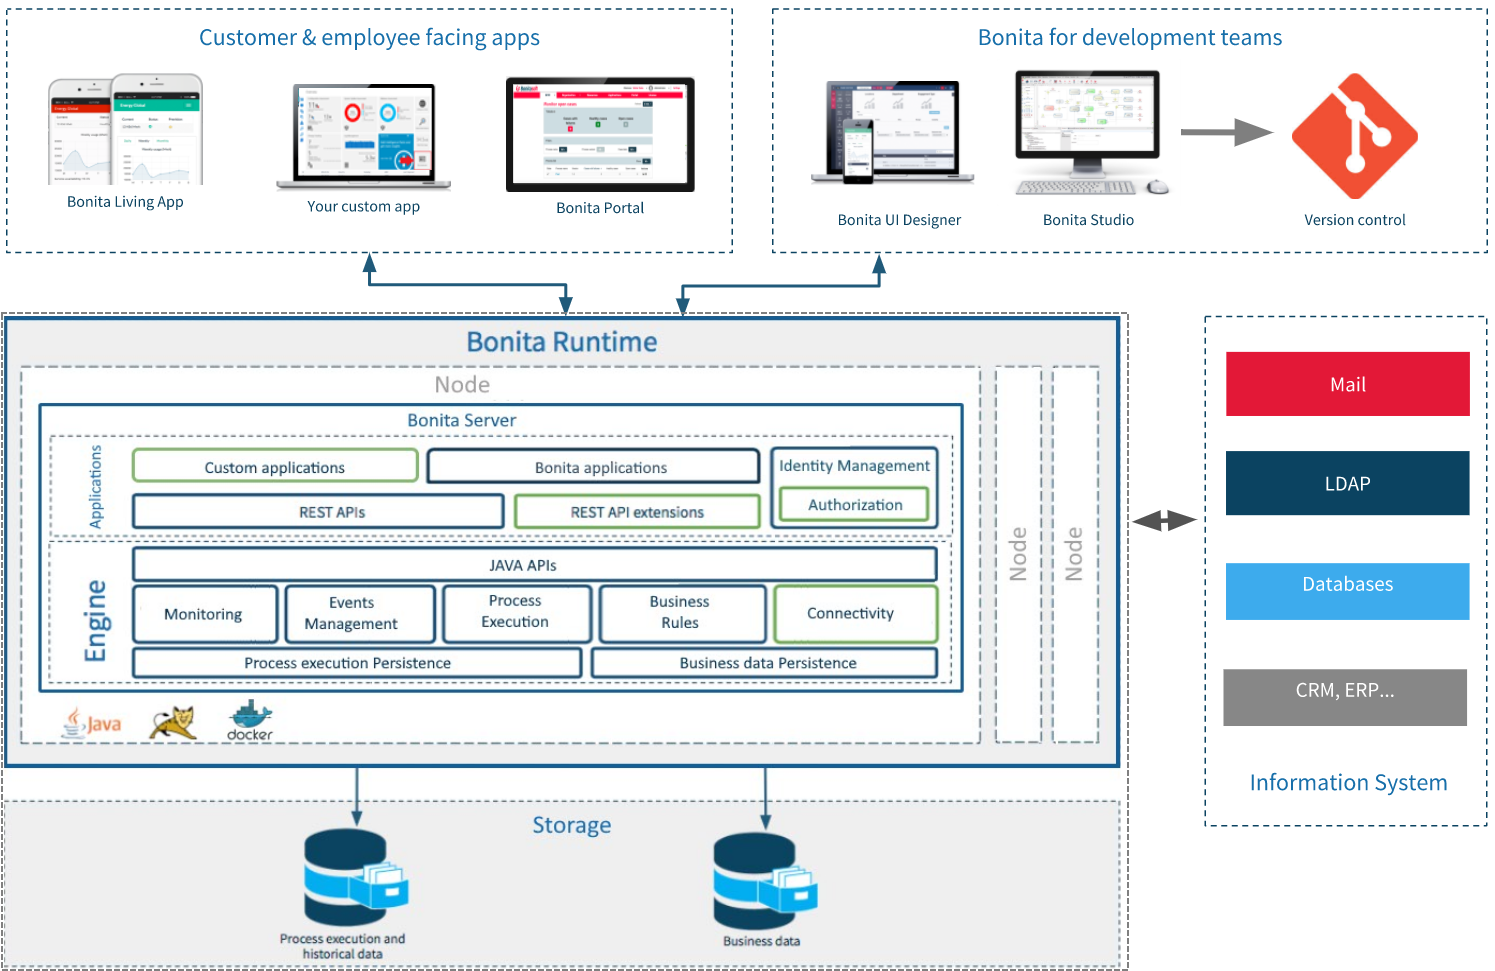 Customer & employee facing apps
Bonita Living App
Your custom app
Bonita Portal
Bonita for development teams
Bonita UI Designer
Bonita Studio
Version control
Bonita Runtime
Node
Bonita Server
Applications
Custom applications
Bonita applications
Identity Management
Authorization
REST APIs
REST API extensions
Engine
JAVA APIs
Monitoring
Events
Management
Process
Execution
Business
Rules
Connectivity
Process execution Persistence
Business data Persistence
Java
docker
Node
Node
Mail
LDAP
Databases
CRM, ERP...
Information System
Storage
Process execution and
historical data
Business data